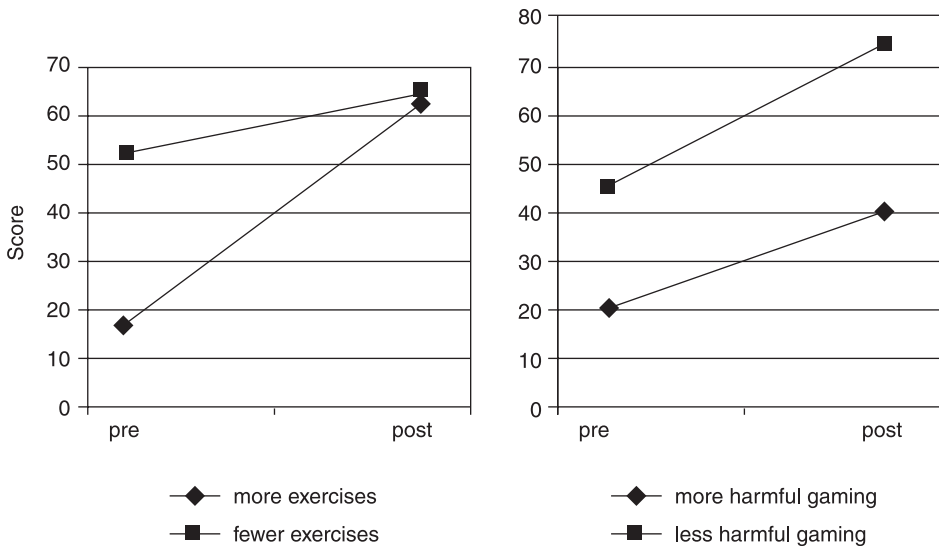 Score
70
60
50
40
30
20
10
0
pre post
more exercises
fewer exercises
80
70
60
50
40
30
20
10
0
pre post
more harmful gaming
less harmful gaming